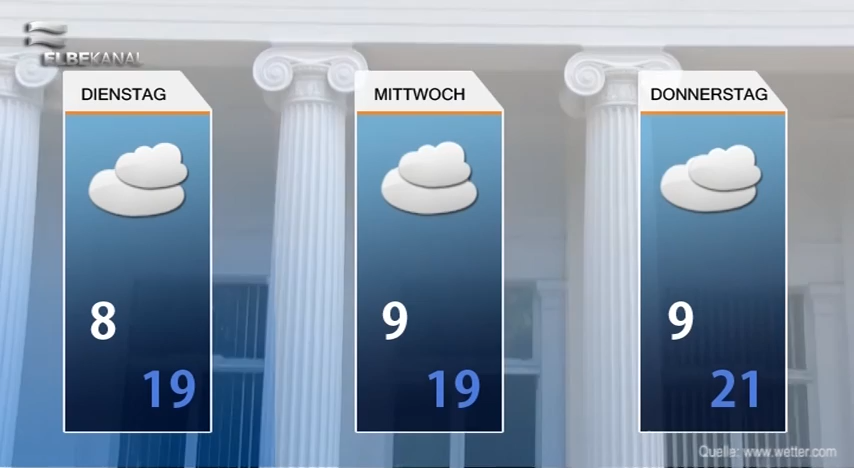 ELBEKANAL
DIENSTAG
MITTWOCH
DONNERSTAG
8
9
9
19
19
21
Quelle: www.wetter.com